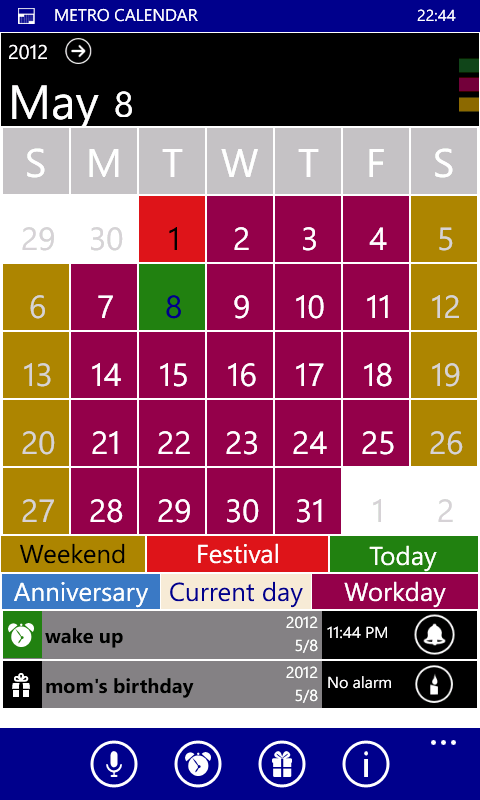 METRO CALENDAR 22:44
2012
May 8
S M T W T F S
29 30 1 2 3 4 5
6 7 8 9 10 11 12
13 14 15 16 17 18 19
20 21 22 23 24 25 26
27 28 29 30 31 1 2
Weekend Festival Today
Anniversary Current day Workday
wake up 2012 5/8 11:44 PM
mom's birthday 2012 5/8 No alarm